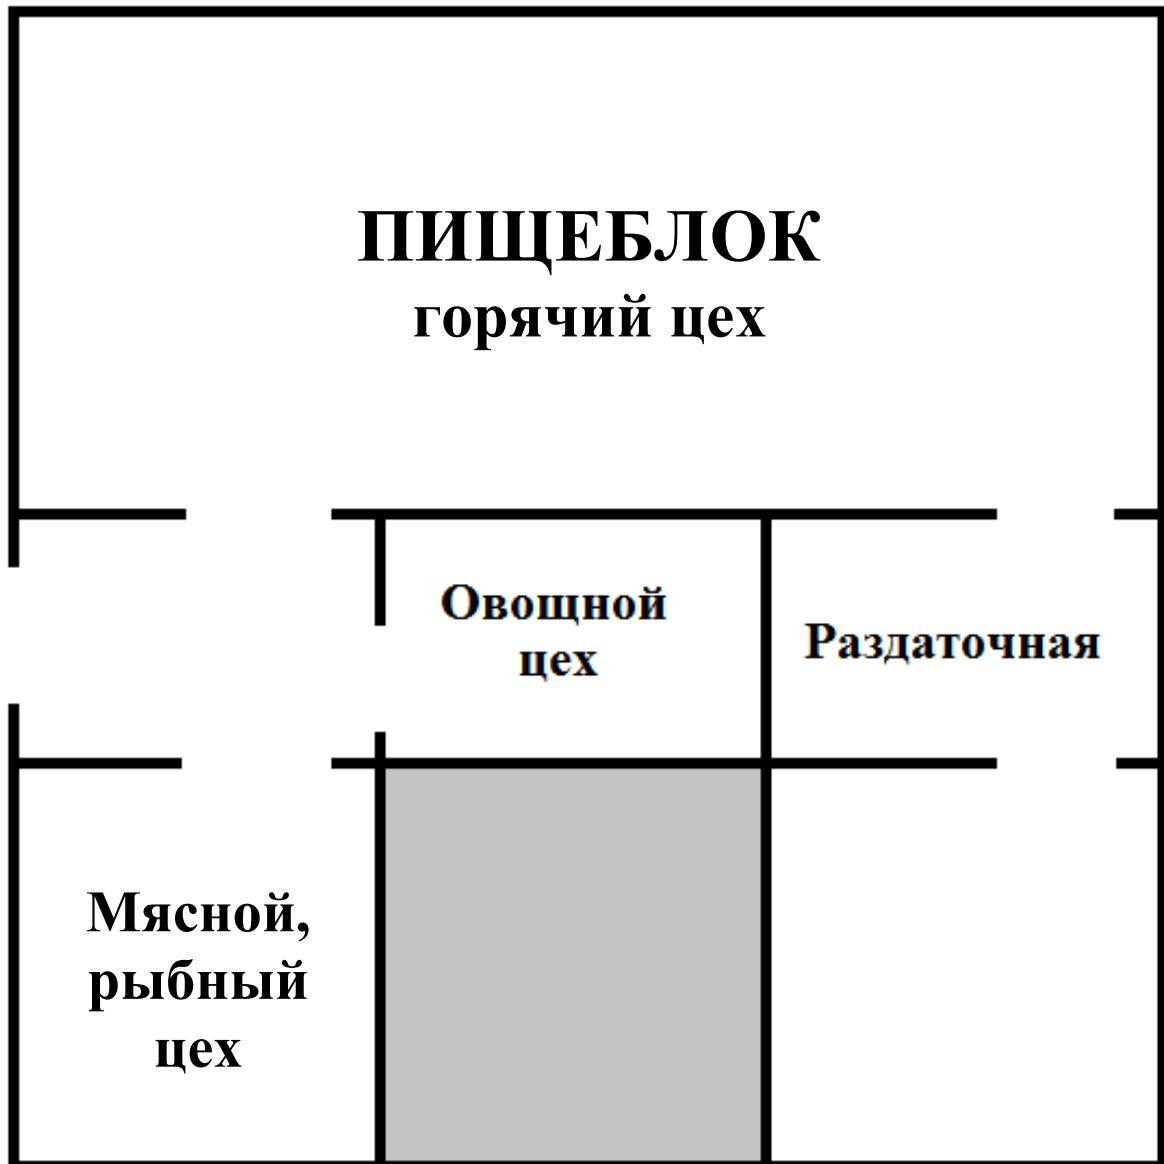 ПИЩЕБЛОК
горячий цех
Овощной
цех
Раздаточная
Мясной,
рыбный
цех